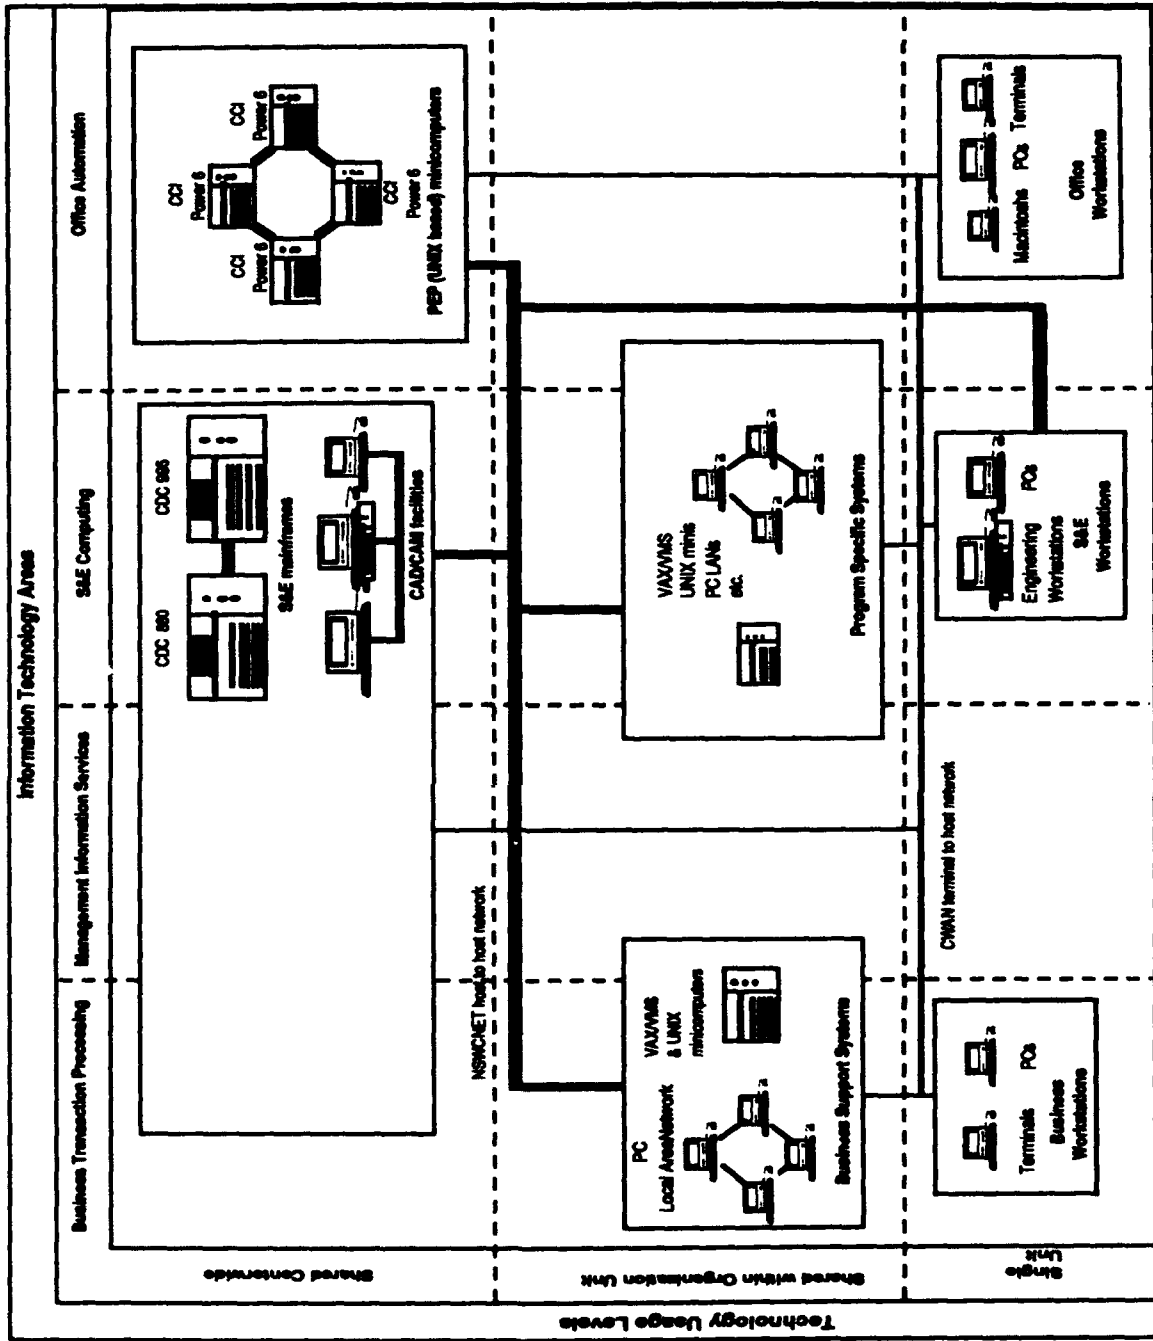 Information Technology Areas
Business Transaction Processing
Management Information Services
S&E Computing
Office Automation
Technology Usage Levels
Shared Centerwide
CDC 860
CDC 995
S&E mainframes
CAD/CAM facilities
CCI
Power 6
CCI
Power 6
CCI
Power 6
CCI
Power 6
PEP (UNIX based) minicomputers
NSWCNET host to host network
Shared within Organization Unit
PC
Local AreaNetwork
VAX/VMS
& UNIX
minicomputers
Business Support Systems
VAX/VMS
UNIX minis
PC LANs
etc.
Program Specific Systems
CWAN terminal to host network
Single
Unit
Terminals
PCs
Business
Workstations
Engineering
Workstations
PCs
S&E
Workstations
Macintoshs
PCs
Terminals
Office
Workstations